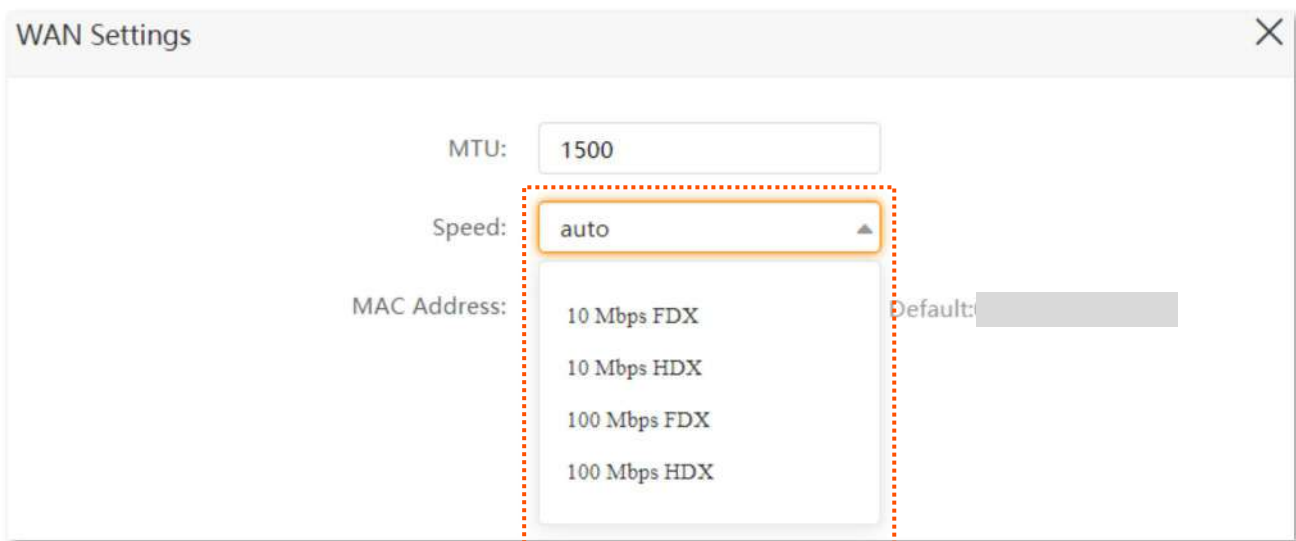 WAN Settings
MTU: 1500
Speed: auto
MAC Address: Default:
10 Mbps FDX
10 Mbps HDX
100 Mbps FDX
100 Mbps HDX